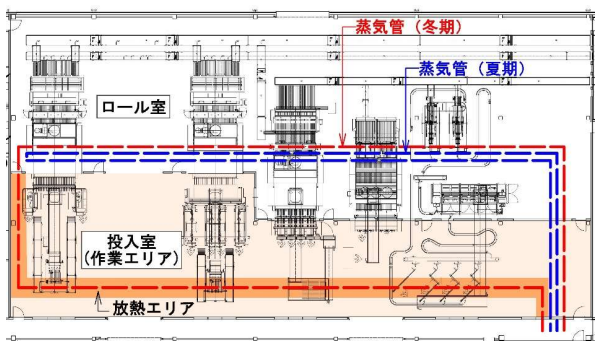 蒸気管（冬期）
蒸気管（夏期）
ロール室
投入室
(作業エリア)
放熱エリア